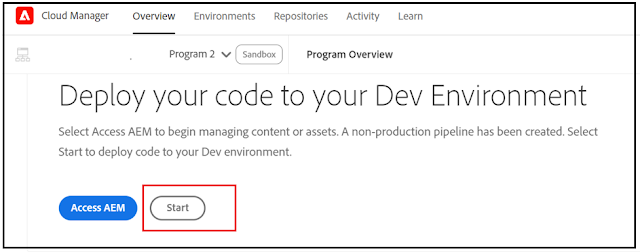 Cloud Manager Overview Environments Repositories Activity Learn
Program 2 Sandbox Program Overview
Deploy your code to your Dev Environment
Select Access AEM to begin managing content or assets. A non-production pipeline has been created. Select
Start to deploy code to your Dev environment.
Access AEM Start